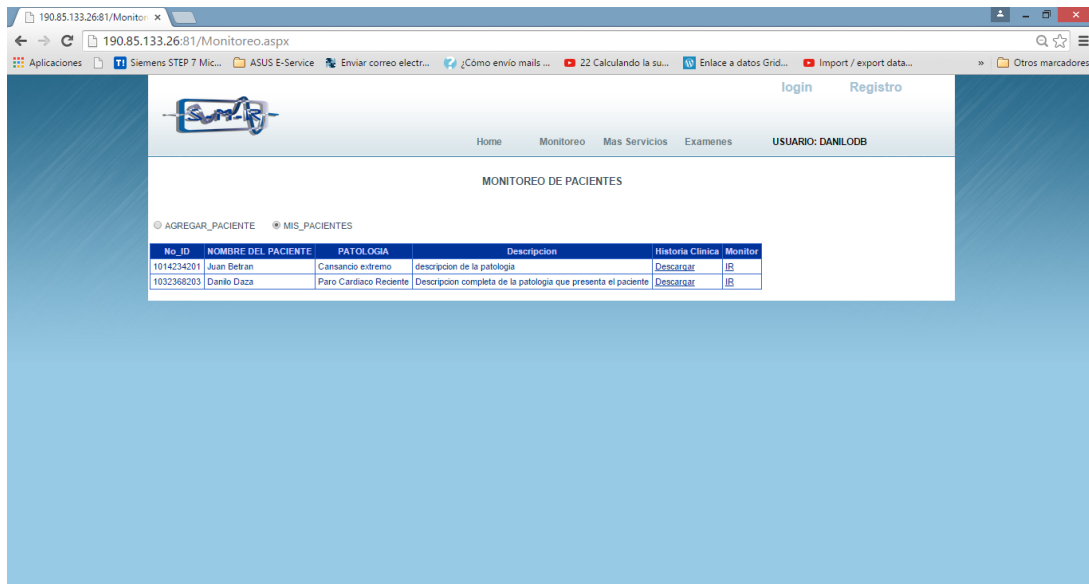 190.85.133.26:81/Monitor
190.85.133.26:81/Monitoreo.aspx
Aplicaciones Siemens STEP 7 Mic... ASUS E-Service Enviar correo electr... ¿Cómo envío mails ... 22 Calculando la su... Enlace a datos Grid... Import / export data... » Otros marcadores
login Registro
SUM-R
Home Monitoreo Mas Servicios Examenes USUARIO: DANILODB
MONITOREO DE PACIENTES
AGREGAR_PACIENTE MIS_PACIENTES
No_ID NOMBRE DEL PACIENTE PATOLOGIA Descripcion Historia Clinica Monitor
1014234201 Juan Betran Cansancio extremo descripcion de la patologia Descargar IR
1032368203 Danilo Daza Paro Cardiaco Reciente Descripcion completa de la patologia que presenta el paciente Descargar IR